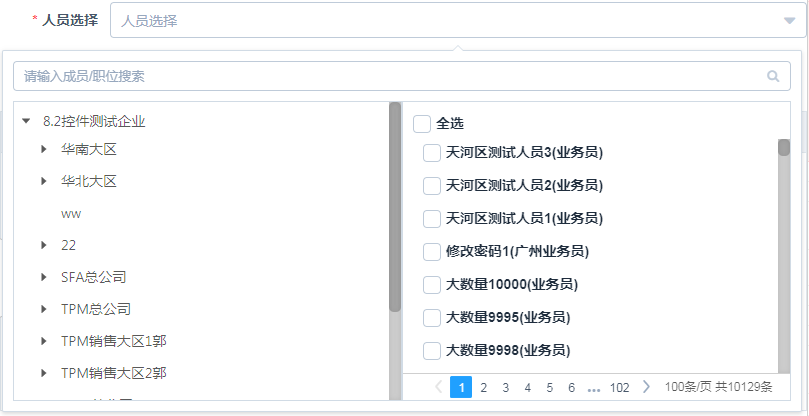 * 人员选择 人员选择
请输入成员/职位搜索
8.2控件测试企业
华南大区
华北大区
ww
22
SFA总公司
TPM总公司
TPM销售大区1郭
TPM销售大区2郭
全选
天河区测试人员3(业务员)
天河区测试人员2(业务员)
天河区测试人员1(业务员)
修改密码1(广州业务员)
大数量10000(业务员)
大数量9995(业务员)
大数量9998(业务员)
1 2 3 4 5 6 ... 102 100条/页 共10129条